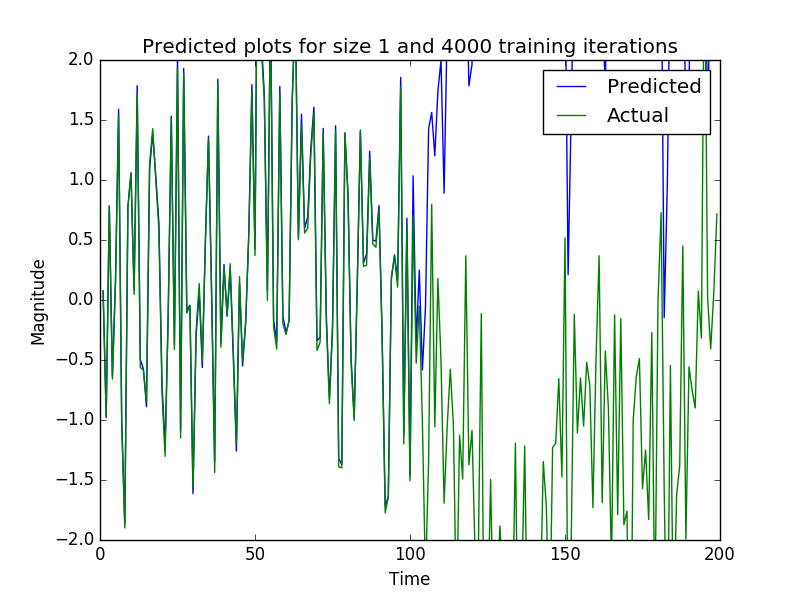 Predicted plots for size 1 and 4000 training iterations
Predicted
Actual
Magnitude
2.0
1.5
1.0
0.5
0.0
−0.5
−1.0
−1.5
−2.0
0 50 100 150 200
Time